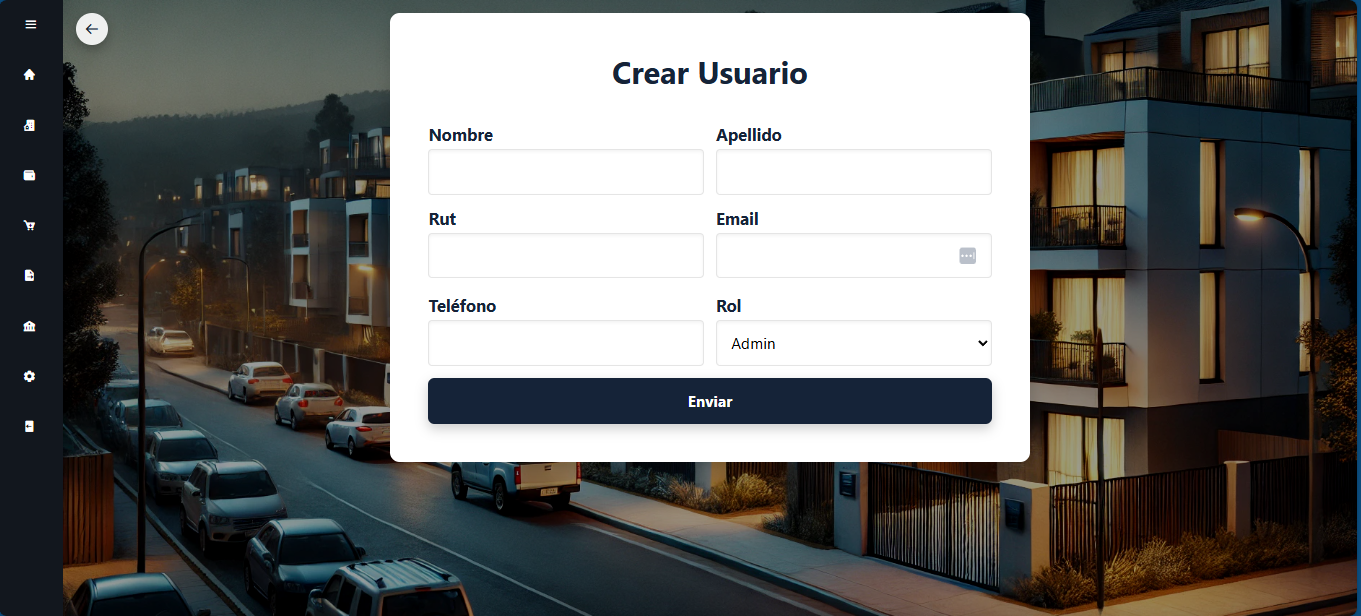 Crear Usuario
Nombre Apellido
Rut Email
Teléfono Rol
Admin
Enviar